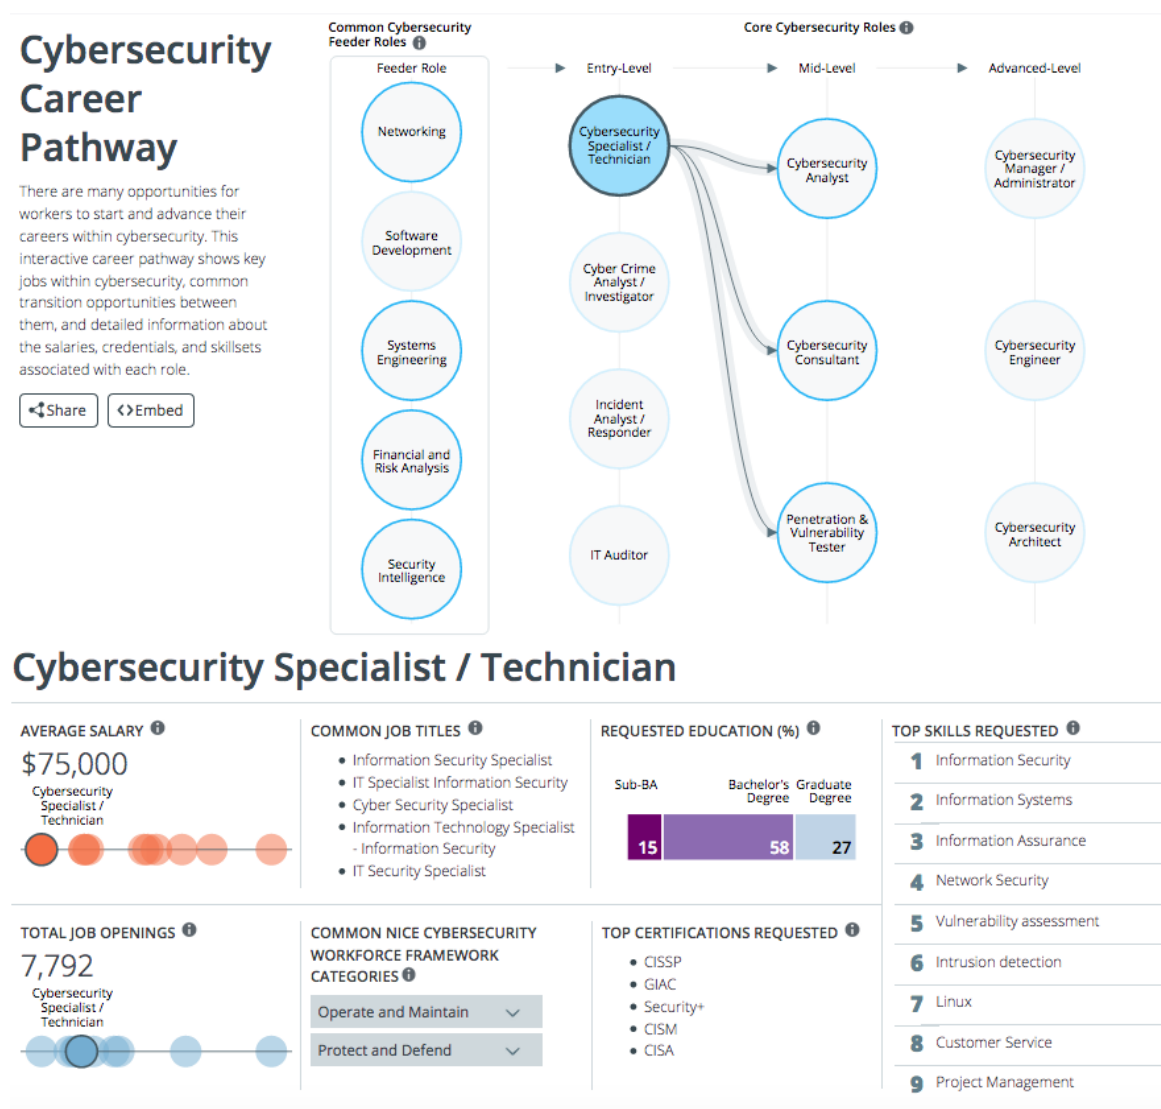 Cybersecurity
Career
Pathway
There are many opportunities for
workers to start and advance their
careers within cybersecurity. This
interactive career pathway shows key
jobs within cybersecurity, common
transition opportunities between
them, and detailed information about
the salaries, credentials, and skillsets
associated with each role.
Share
<>Embed
Common Cybersecurity
Feeder Roles
Core Cybersecurity Roles
Feeder Role
Entry-Level
Mid-Level
Advanced-Level
Networking
Software
Development
Systems
Engineering
Financial and
Risk Analysis
Security
Intelligence
Cybersecurity
Specialist /
Technician
Cyber Crime
Analyst /
Investigator
Incident
Analyst /
Responder
IT Auditor
Cybersecurity
Analyst
Cybersecurity
Consultant
Penetration &
Vulnerability
Tester
Cybersecurity
Manager /
Administrator
Cybersecurity
Engineer
Cybersecurity
Architect
Cybersecurity Specialist / Technician
AVERAGE SALARY
$75,000
Cybersecurity
Specialist /
Technician
COMMON JOB TITLES
• Information Security Specialist
• IT Specialist Information Security
• Cyber Security Specialist
• Information Technology Specialist
- Information Security
• IT Security Specialist
REQUESTED EDUCATION (%)
Sub-BA
Bachelor's
Degree
Graduate
Degree
15
58
27
TOP SKILLS REQUESTED
1 Information Security
2 Information Systems
3 Information Assurance
4 Network Security
5 Vulnerability assessment
6 Intrusion detection
7 Linux
8 Customer Service
9 Project Management
TOTAL JOB OPENINGS
7,792
Cybersecurity
Specialist /
Technician
COMMON NICE CYBERSECURITY
WORKFORCE FRAMEWORK
CATEGORIES
Operate and Maintain
Protect and Defend
TOP CERTIFICATIONS REQUESTED
• CISSP
• GIAC
• Security+
• CISM
• CISA